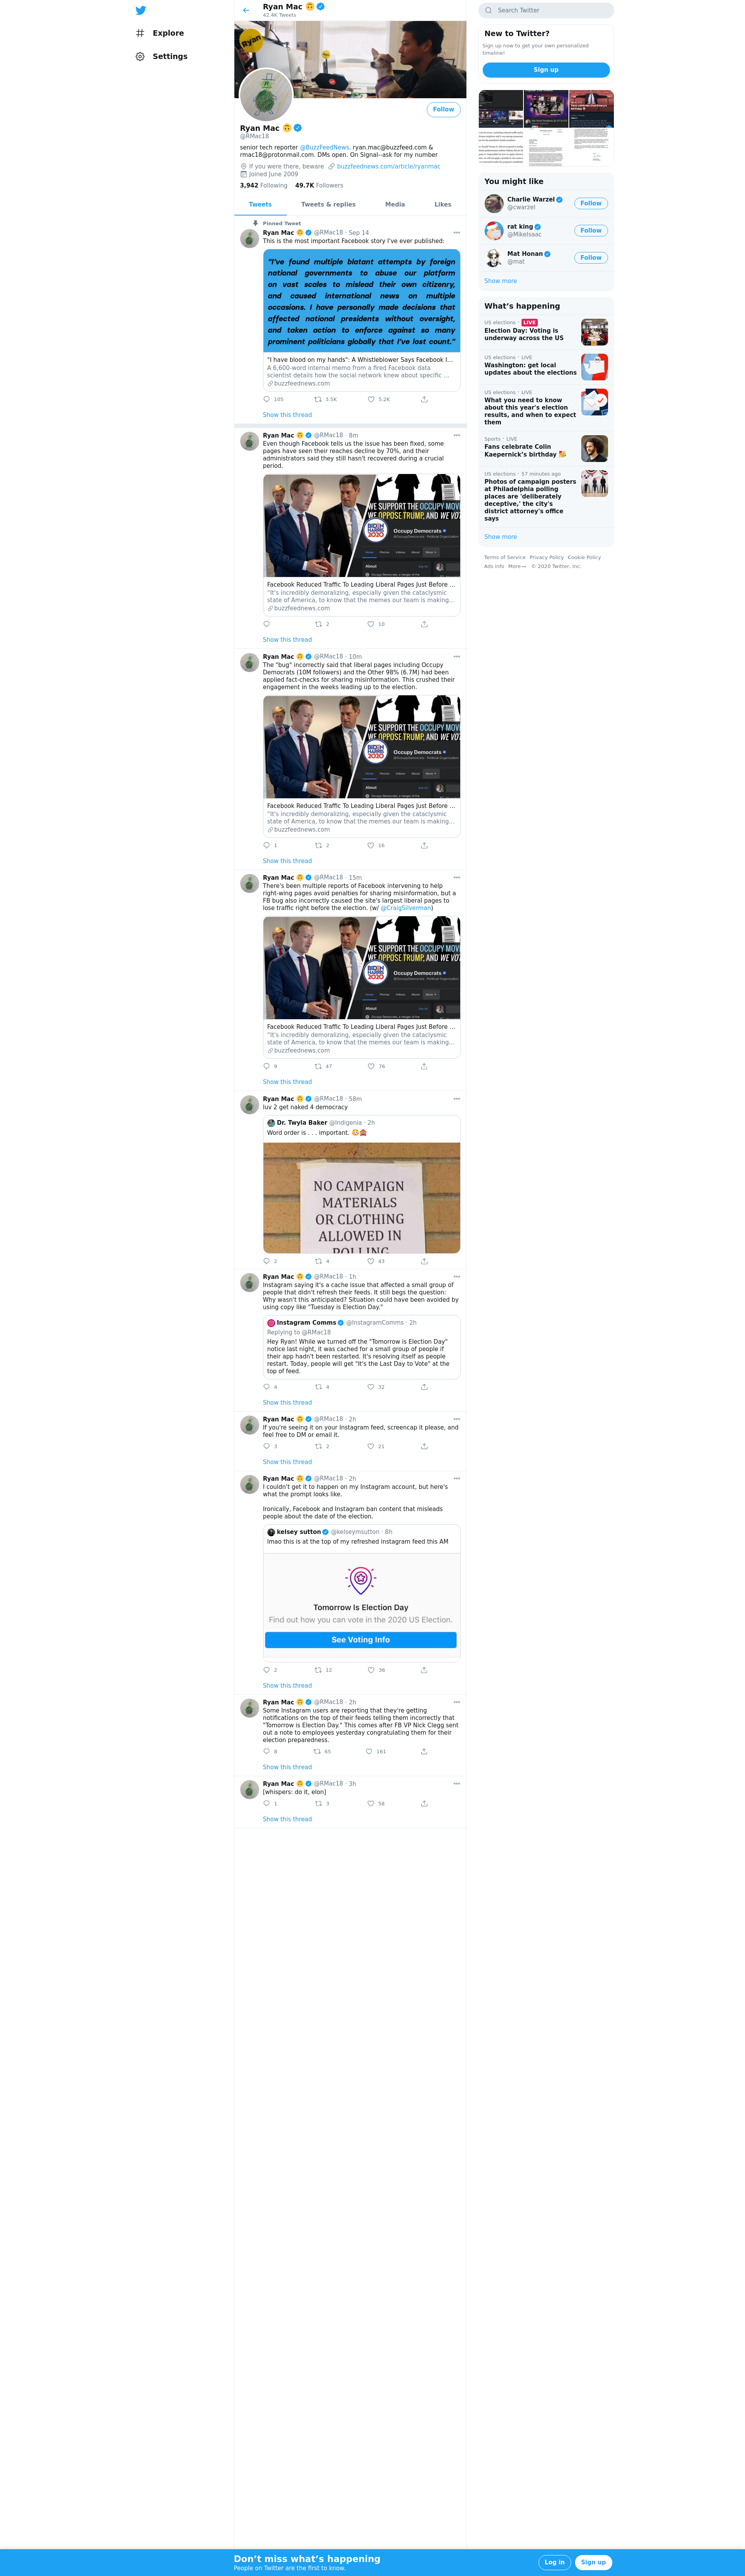 Explore
Settings
Ryan Mac 🙃
42.4K Tweets
Ryan
Follow
Ryan Mac 🙃
@RMac18
senior tech reporter @BuzzFeedNews. ryan.mac@buzzfeed.com &
rmac18@protonmail.com. DMs open. On Signal--ask for my number
If you were there, beware buzzfeednews.com/article/ryanmac
Joined June 2009
3,942 Following 49.7K Followers
Tweets Tweets & replies Media Likes
Pinned Tweet
Ryan Mac 🙃 @RMac18 · Sep 14
This is the most important Facebook story I've ever published:
"I've found multiple blatant attempts by foreign
national governments to abuse our platform
on vast scales to mislead their own citizenry,
and caused international news on multiple
occasions. I have personally made decisions that
affected national presidents without oversight,
and taken action to enforce against so many
prominent politicians globally that I've lost count."
"I have blood on my hands": A Whistleblower Says Facebook I...
A 6,600-word internal memo from a fired Facebook data
scientist details how the social network knew about specific ...
buzzfeednews.com
105 3.5K 5.2K
Show this thread
Ryan Mac 🙃 @RMac18 · 8m
Even though Facebook tells us the issue has been fixed, some
pages have seen their reaches decline by 70%, and their
administrators said they still hasn't recovered during a crucial
period.
WE SUPPORT THE OCCUPY MOV
WE OPPOSE TRUMP, AND WE VOT
BIDEN HARRIS 2020
Occupy Democrats
Facebook Reduced Traffic To Leading Liberal Pages Just Before ...
"It's incredibly demoralizing, especially given the cataclysmic
state of America, to know that the memes our team is making...
buzzfeednews.com
2 10
Show this thread
Ryan Mac 🙃 @RMac18 · 10m
The "bug" incorrectly said that liberal pages including Occupy
Democrats (10M followers) and the Other 98% (6.7M) had been
applied fact-checks for sharing misinformation. This crushed their
engagement in the weeks leading up to the election.
WE SUPPORT THE OCCUPY MOV
WE OPPOSE TRUMP, AND WE VOT
BIDEN HARRIS 2020
Occupy Democrats
Facebook Reduced Traffic To Leading Liberal Pages Just Before ...
"It's incredibly demoralizing, especially given the cataclysmic
state of America, to know that the memes our team is making...
buzzfeednews.com
1 2 16
Show this thread
Ryan Mac 🙃 @RMac18 · 15m
There's been multiple reports of Facebook intervening to help
right-wing pages avoid penalties for sharing misinformation, but a
FB bug also incorrectly caused the site's largest liberal pages to
lose traffic right before the election. (w/ @CraigSilverman)
WE SUPPORT THE OCCUPY MOV
WE OPPOSE TRUMP, AND WE VOT
BIDEN HARRIS 2020
Occupy Democrats
Facebook Reduced Traffic To Leading Liberal Pages Just Before ...
"It's incredibly demoralizing, especially given the cataclysmic
state of America, to know that the memes our team is making...
buzzfeednews.com
9 47 76
Show this thread
Ryan Mac 🙃 @RMac18 · 58m
luv 2 get naked 4 democracy
Dr. Twyla Baker @Indigenia · 2h
Word order is . . . important. 😳🙈
NO CAMPAIGN
MATERIALS
OR CLOTHING
ALLOWED IN
POLLING
2 4 43
Ryan Mac 🙃 @RMac18 · 1h
Instagram saying it's a cache issue that affected a small group of
people that didn't refresh their feeds. It still begs the question:
Why wasn't this anticipated? Situation could have been avoided by
using copy like "Tuesday is Election Day."
Instagram Comms @InstagramComms · 2h
Replying to @RMac18
Hey Ryan! While we turned off the "Tomorrow is Election Day"
notice last night, it was cached for a small group of people if
their app hadn't been restarted. It's resolving itself as people
restart. Today, people will get "It's the Last Day to Vote" at the
top of feed.
4 4 32
Show this thread
Ryan Mac 🙃 @RMac18 · 2h
If you're seeing it on your Instagram feed, screencap it please, and
feel free to DM or email it.
3 2 21
Show this thread
Ryan Mac 🙃 @RMac18 · 2h
I couldn't get it to happen on my Instagram account, but here's
what the prompt looks like.
Ironically, Facebook and Instagram ban content that misleads
people about the date of the election.
kelsey sutton @kelseymsutton · 8h
lmao this is at the top of my refreshed instagram feed this AM
Tomorrow Is Election Day
Find out how you can vote in the 2020 US Election.
See Voting Info
2 12 36
Show this thread
Ryan Mac 🙃 @RMac18 · 2h
Some Instagram users are reporting that they're getting
notifications on the top of their feeds telling them incorrectly that
"Tomorrow is Election Day." This comes after FB VP Nick Clegg sent
out a note to employees yesterday congratulating them for their
election preparedness.
8 65 161
Show this thread
Ryan Mac 🙃 @RMac18 · 3h
[whispers: do it, elon]
1 3 58
Show this thread
Search Twitter
New to Twitter?
Sign up now to get your own personalized
timeline!
Sign up
You might like
Charlie Warzel
@cwarzel
Follow
rat king
@MikeIsaac
Follow
Mat Honan
@mat
Follow
Show more
What's happening
US elections · LIVE
Election Day: Voting is
underway across the US
US elections · LIVE
Washington: get local
updates about the elections
US elections · LIVE
What you need to know
about this year's election
results, and when to expect
them
Sports · LIVE
Fans celebrate Colin
Kaepernick's birthday 🥳
US elections · 57 minutes ago
Photos of campaign posters
at Philadelphia polling
places are 'deliberately
deceptive,' the city's
district attorney's office
says
Show more
Terms of Service Privacy Policy Cookie Policy
Ads info More © 2020 Twitter, Inc.
Don't miss what's happening
People on Twitter are the first to know.
Log in
Sign up